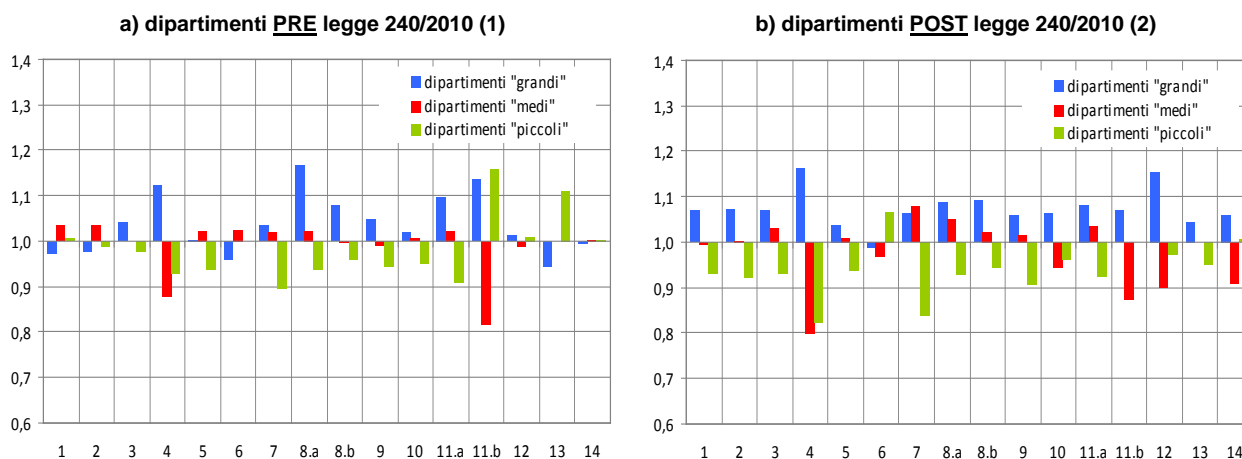 a) dipartimenti PRE legge 240/2010 (1)
1,4
1,3
1,2
1,1
1,0
0,9
0,8
0,7
0,6
dipartimenti "grandi"
dipartimenti "medi"
dipartimenti "piccoli"
1 2 3 4 5 6 7 8.a 8.b 9 10 11.a 11.b 12 13 14
b) dipartimenti POST legge 240/2010 (2)
1,4
1,3
1,2
1,1
1,0
0,9
0,8
0,7
0,6
dipartimenti "grandi"
dipartimenti "medi"
dipartimenti "piccoli"
1 2 3 4 5 6 7 8.a 8.b 9 10 11.a 11.b 12 13 14